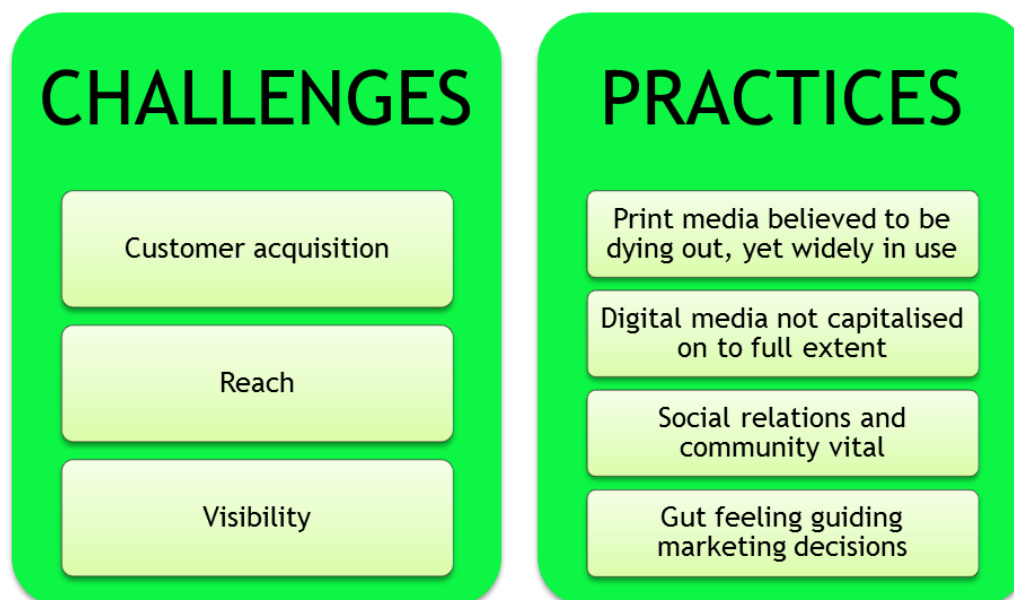 CHALLENGES
Customer acquisition
Reach
Visibility
PRACTICES
Print media believed to be
dying out, yet widely in use
Digital media not capitalised
on to full extent
Social relations and
community vital
Gut feeling guiding
marketing decisions